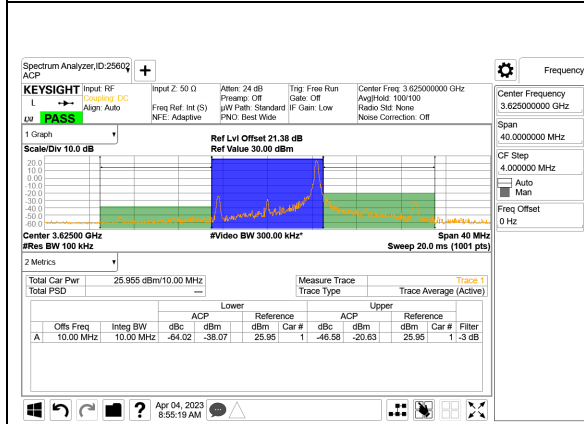 Spectrum Analyzer,ID:25602
ACP
Frequency
KEYSIGHT Input: RF Input Z: 50 Ω Atten: 24 dB Trig: Free Run Center Freq: 3.625000000 GHz
L Coupling: DC Preamp: Off Gate: Off Avg|Hold: 100/100
Align: Auto Freq Ref: Int (S) µW Path: Standard IF Gain: Low Radio Std: None
PASS NFE: Adaptive PNO: Best Wide Noise Correction: Off
Center Frequency
3.625000000 GHz
Span
40.0000000 MHz
CF Step
4.000000 MHz
Auto
Man
Freq Offset
0 Hz
1 Graph
Ref Lvl Offset 21.38 dB
Scale/Div 10.0 dB Ref Value 30.00 dBm
20.0
10.0
0.00
-10.0
-20.0
-30.0
-40.0
-50.0
-60.0
Center 3.62500 GHz #Video BW 300.00 kHz* Span 40 MHz
#Res BW 100 kHz Sweep 20.0 ms (1001 pts)
2 Metrics
Total Car Pwr 25.955 dBm/10.00 MHz Measure Trace Trace 1
Total PSD --- Trace Type Trace Average (Active)
Lower Upper
ACP Reference ACP Reference
Offs Freq Integ BW dBc dBm dBm Car # dBc dBm dBm Car # Filter
A 10.00 MHz 10.00 MHz -64.02 -38.07 25.95 1 -46.58 -20.63 25.95 1 -3 dB
Apr 04, 2023
8:55:19 AM